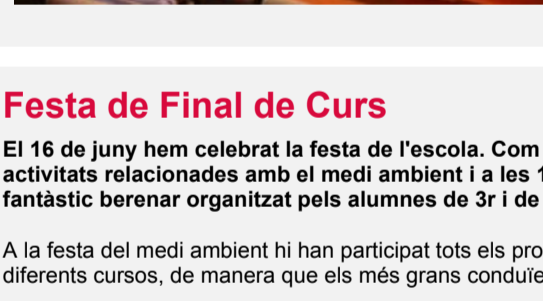 Festa de Final de Curs
El 16 de juny hem celebrat la festa de l'escola. Com
activitats relacionades amb el medi ambient i a les
fantàstic berenar organitzat pels alumnes de 3r i de
A la festa del medi ambient hi han participat tots els
diferents cursos, de manera que els més grans